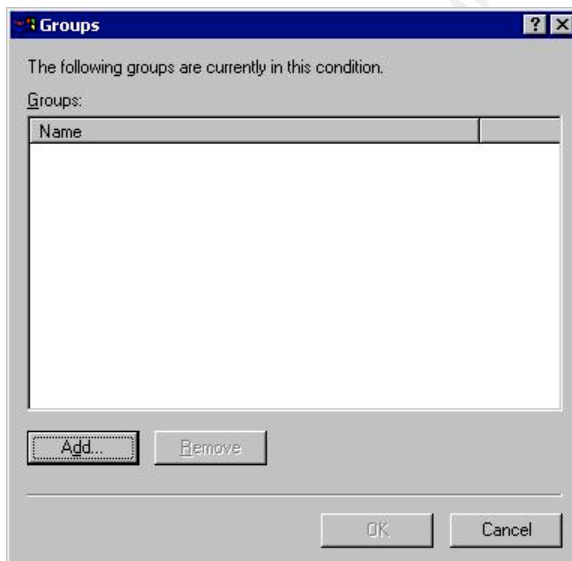 Groups
The following groups are currently in this condition.
Groups:
Name
Add...
Remove
OK
Cancel